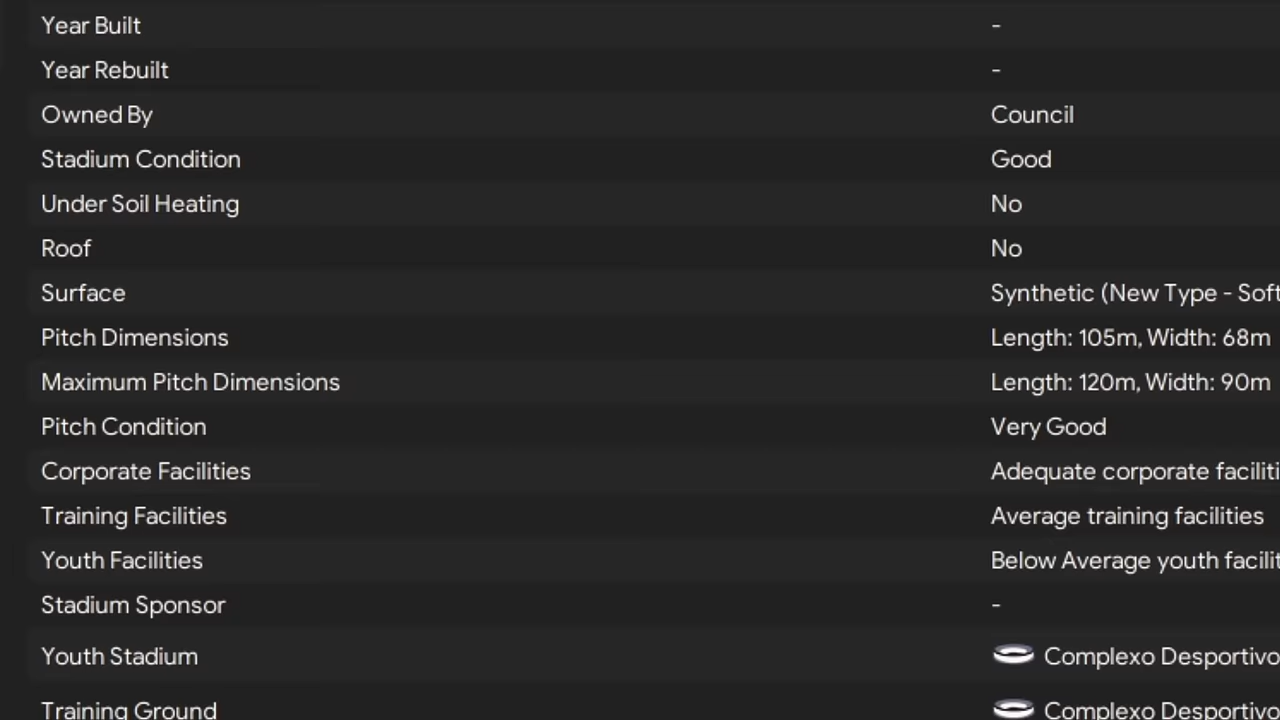 Year Built -
Year Rebuilt -
Owned By Council
Stadium Condition Good
Under Soil Heating No
Roof No
Surface Synthetic (New Type - Soft
Pitch Dimensions Length: 105m, Width: 68m
Maximum Pitch Dimensions Length: 120m, Width: 90m
Pitch Condition Very Good
Corporate Facilities Adequate corporate faciliti
Training Facilities Average training facilities
Youth Facilities Below Average youth facilit
Stadium Sponsor -
Youth Stadium Complexo Desportivo
Training Ground Complexo Desportivo